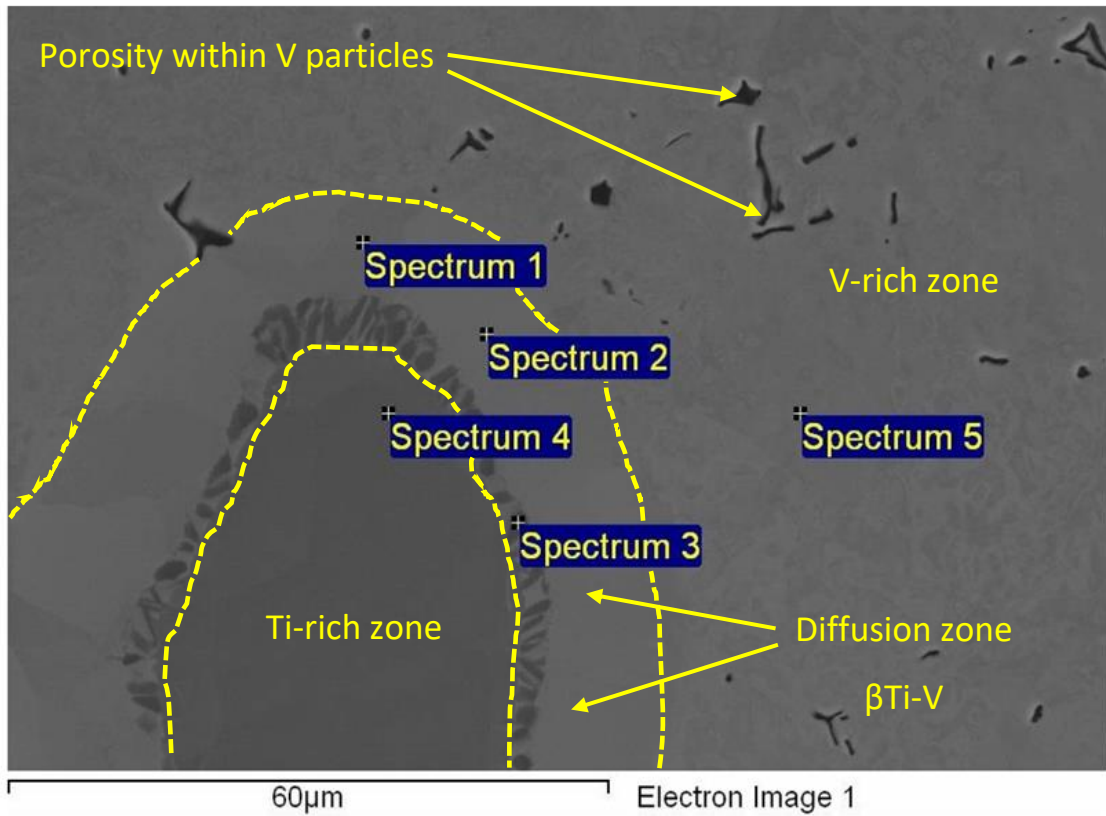 Porosity within V particles
Spectrum 1
V-rich zone
Spectrum 2
Spectrum 4
Spectrum 5
Spectrum 3
Ti-rich zone
Diffusion zone
βTi-V
60μm
Electron Image 1